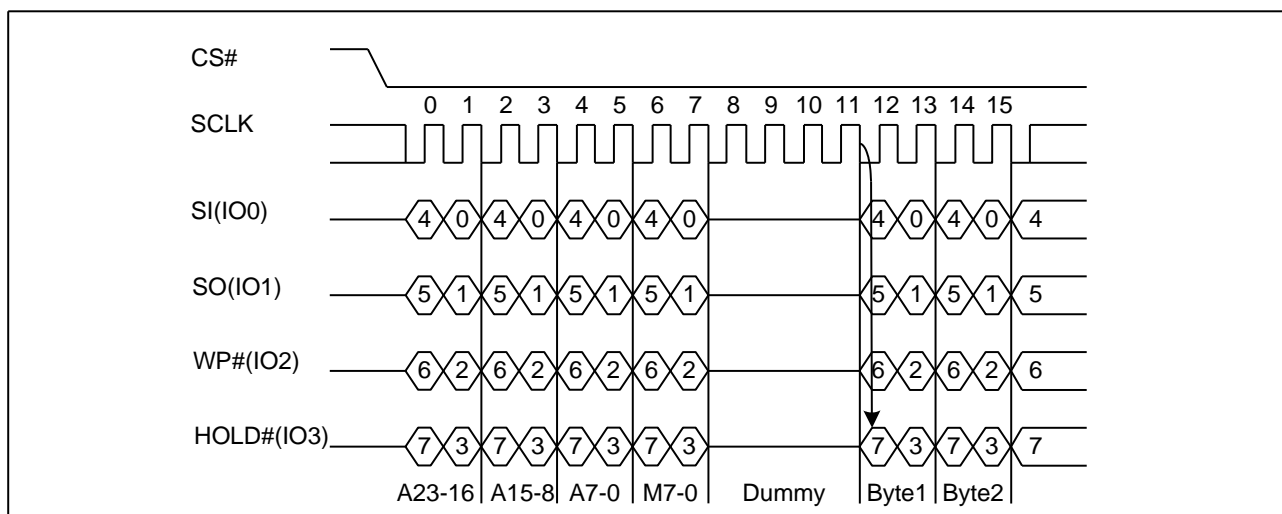 CS#
0 1 2 3 4 5 6 7 8 9 10 11 12 13 14 15
SCLK
SI(IO0) 4 0 4 0 4 0 4 0 4 0 4 0 4
SO(IO1) 5 1 5 1 5 1 5 1 5 1 5 1 5
WP#(IO2) 6 2 6 2 6 2 6 2 6 2 6 2 6
HOLD#(IO3) 7 3 7 3 7 3 7 3 7 3 7 3 7
A23-16 A15-8 A7-0 M7-0 Dummy Byte1 Byte2